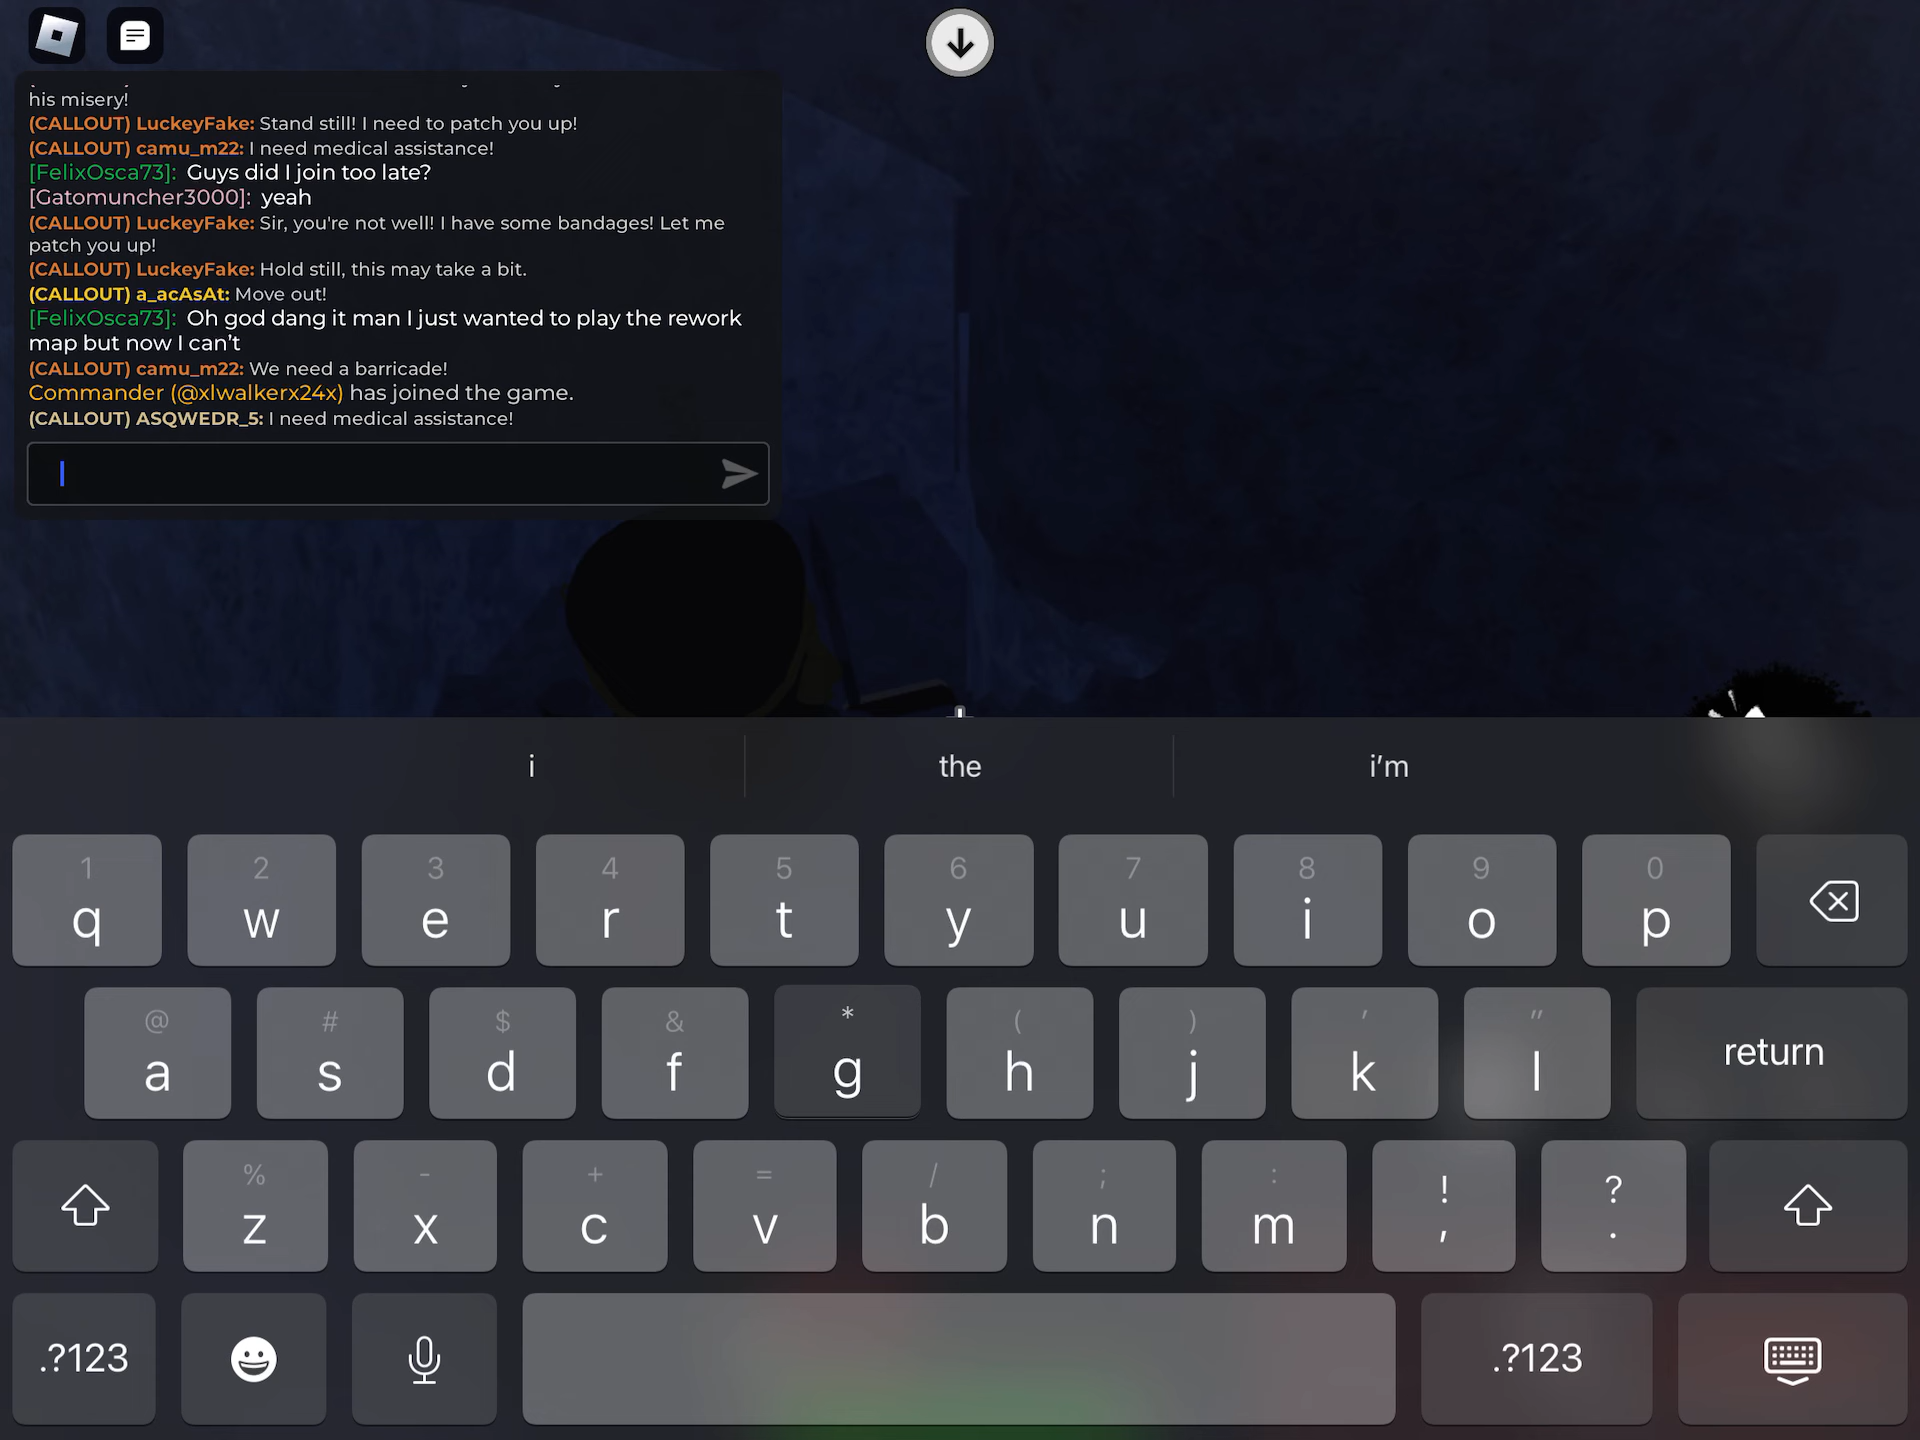 his misery!
(CALLOUT) LuckeyFake: Stand still! I need to patch you up!
(CALLOUT) camu_m22: I need medical assistance!
[FelixOsca73]: Guys did I join too late?
[Gatomuncher3000]: yeah
(CALLOUT) LuckeyFake: Sir, you're not well! I have some bandages! Let me
patch you up!
(CALLOUT) LuckeyFake: Hold still, this may take a bit.
(CALLOUT) a_acAsAt: Move out!
[FelixOsca73]: Oh god dang it man I just wanted to play the rework
map but now I can’t
(CALLOUT) camu_m22: We need a barricade!
Commander (@xlwalkerx24x) has joined the game.
(CALLOUT) ASQWEDR_5: I need medical assistance!
i the i’m
1 2 3 4 5 6 7 8 9 0
q w e r t y u i o p
@ # $ & * ( ) ' "
a s d f g h j k l return
% - + = / ; : ! ?
z x c v b n m , .
.?123 .?123